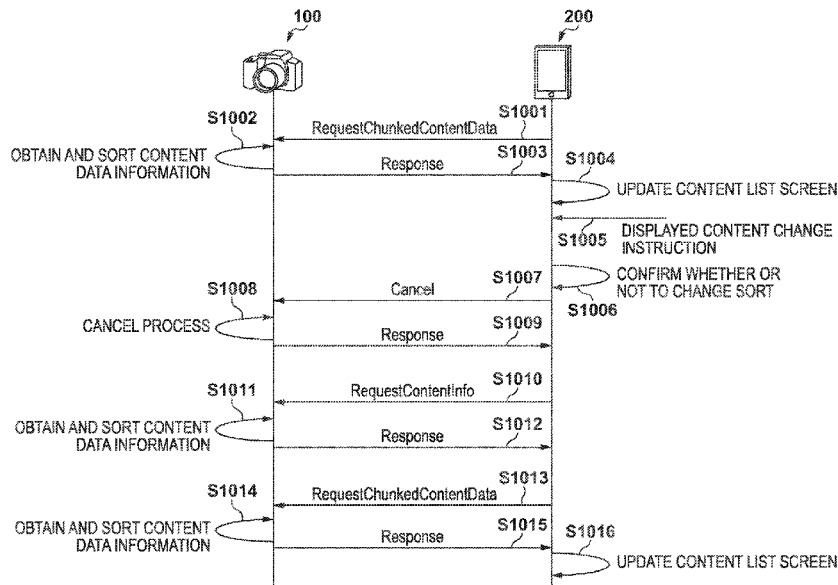 100
200
S1001
RequestChunkedContentData
S1002
OBTAIN AND SORT CONTENT
DATA INFORMATION
S1003
Response
S1004
UPDATE CONTENT LIST SCREEN
S1005
DISPLAYED CONTENT CHANGE
INSTRUCTION
CONFIRM WHETHER OR
NOT TO CHANGE SORT
S1006
S1007
Cancel
S1008
CANCEL PROCESS
S1009
Response
S1010
RequestContentInfo
S1011
OBTAIN AND SORT CONTENT
DATA INFORMATION
S1012
Response
S1013
RequestChunkedContentData
S1014
OBTAIN AND SORT CONTENT
DATA INFORMATION
S1015
Response
S1016
UPDATE CONTENT LIST SCREEN